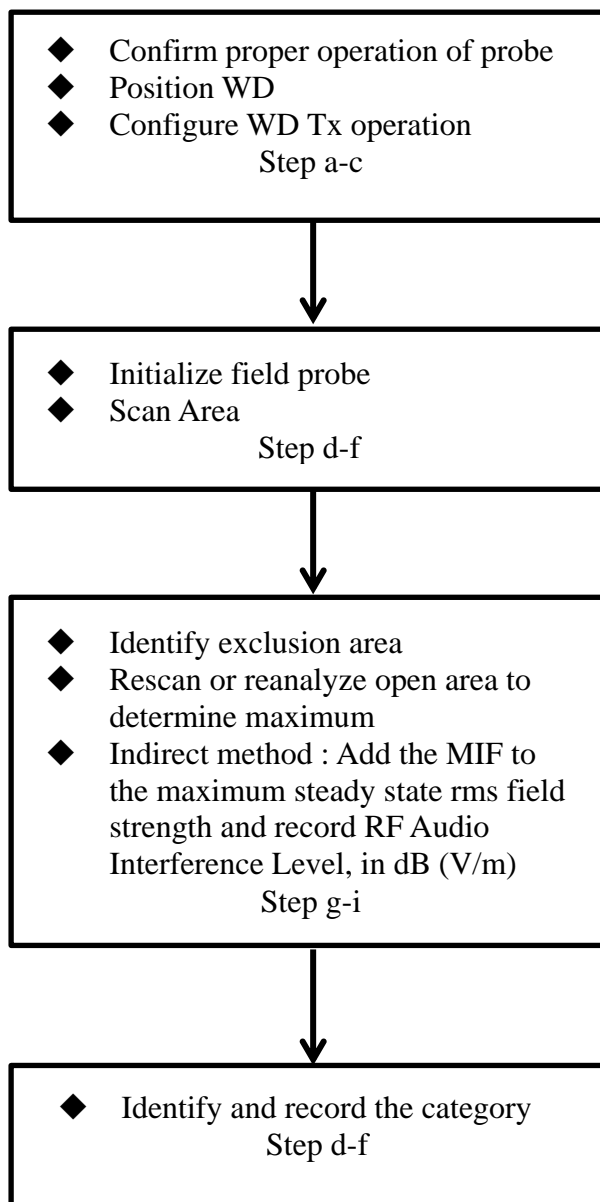 ◆ Confirm proper operation of probe
◆ Position WD
◆ Configure WD Tx operation
Step a-c
◆ Initialize field probe
◆ Scan Area
Step d-f
◆ Identify exclusion area
◆ Rescan or reanalyze open area to
determine maximum
◆ Indirect method : Add the MIF to
the maximum steady state rms field
strength and record RF Audio
Interference Level, in dB (V/m)
Step g-i
◆ Identify and record the category
Step d-f